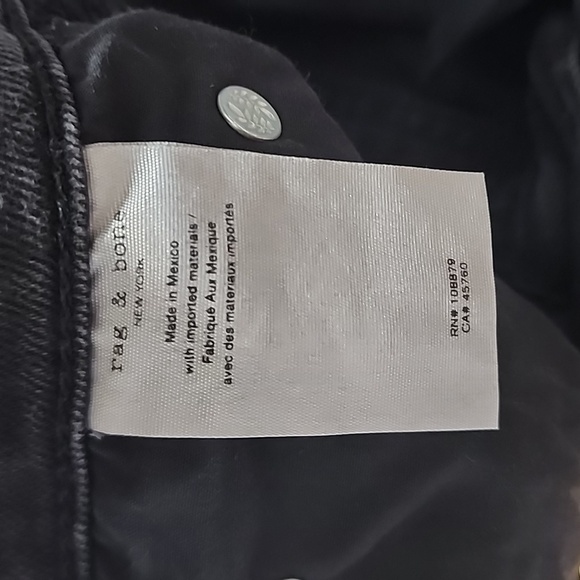 rag & bone
NEW YORK
Made in Mexico
with imported materials /
Fabriqué Aux Mexique
avec des materiaux importés
RN# 108879
CA# 45760